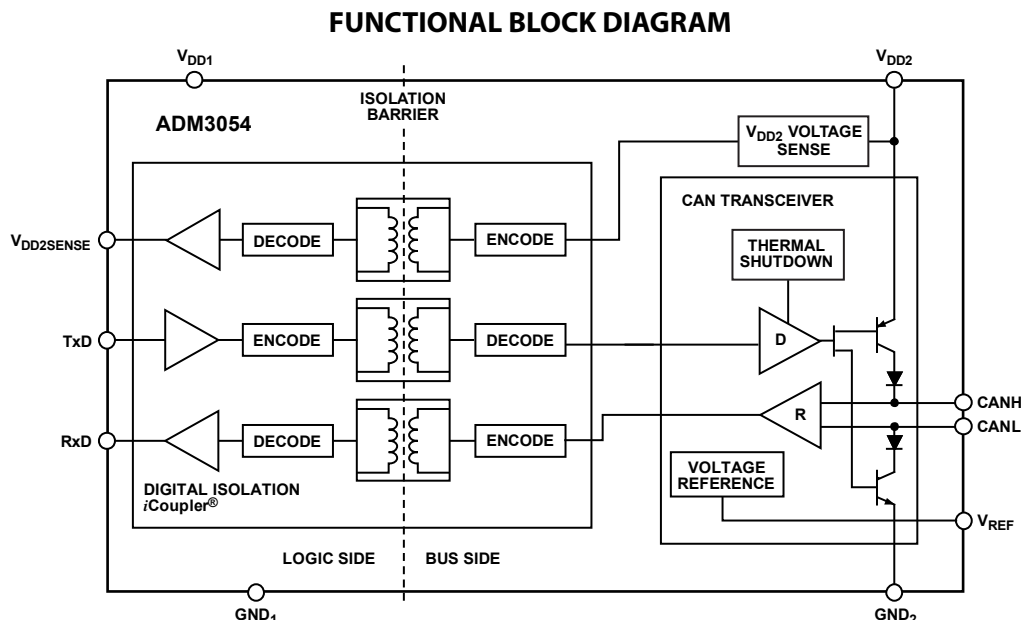 FUNCTIONAL BLOCK DIAGRAM
VDD1
VDD2
ISOLATION
BARRIER
ADM3054
VDD2 VOLTAGE
SENSE
CAN TRANSCEIVER
VDD2SENSE
DECODE
ENCODE
THERMAL
SHUTDOWN
TxD
ENCODE
DECODE
D
CANH
R
CANL
RxD
DECODE
ENCODE
VOLTAGE
REFERENCE
DIGITAL ISOLATION
iCoupler®
VREF
LOGIC SIDE
BUS SIDE
GND1
GND2